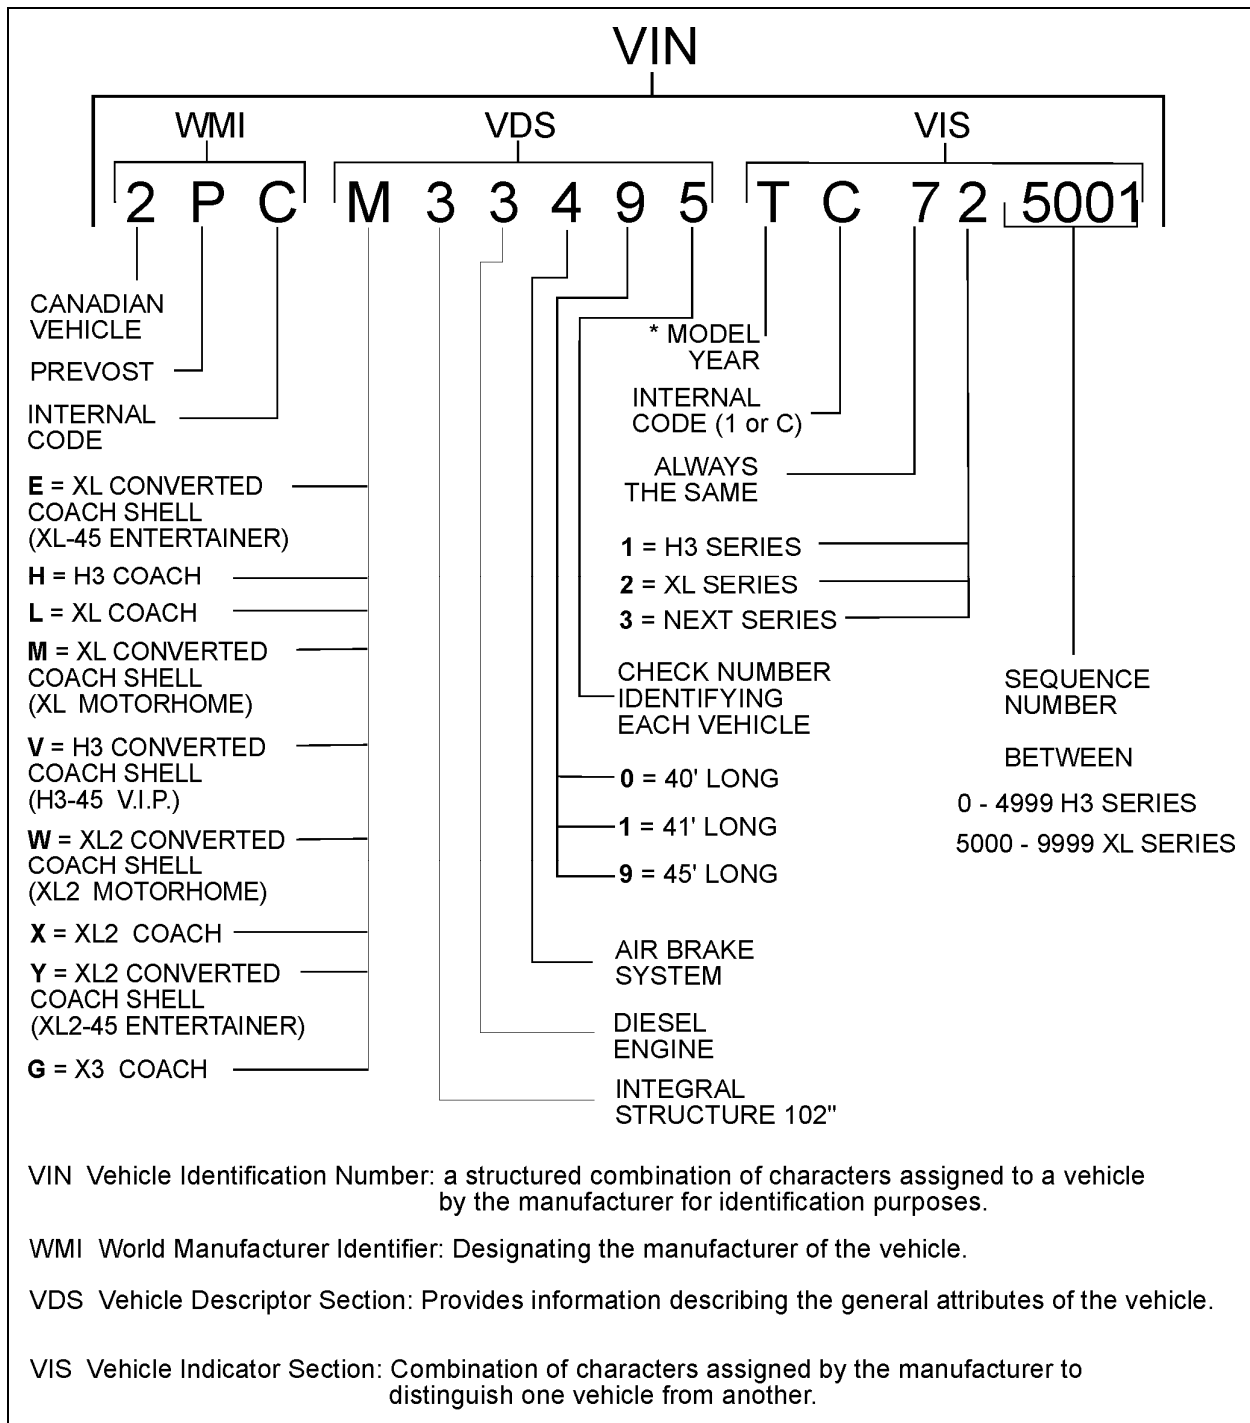 VIN
WMI VDS VIS
2 P C M 3 3 4 9 5 T C 7 2 5001
CANADIAN
VEHICLE
PREVOST
INTERNAL
CODE
E = XL CONVERTED
COACH SHELL
(XL-45 ENTERTAINER)
H = H3 COACH
L = XL COACH
M = XL CONVERTED
COACH SHELL
(XL MOTORHOME)
V = H3 CONVERTED
COACH SHELL
(H3-45 V.I.P.)
W = XL2 CONVERTED
COACH SHELL
(XL2 MOTORHOME)
X = XL2 COACH
Y = XL2 CONVERTED
COACH SHELL
(XL2-45 ENTERTAINER)
G = X3 COACH
* MODEL
YEAR
INTERNAL
CODE (1 or C)
ALWAYS
THE SAME
1 = H3 SERIES
2 = XL SERIES
3 = NEXT SERIES
CHECK NUMBER
IDENTIFYING
EACH VEHICLE
0 = 40' LONG
1 = 41' LONG
9 = 45' LONG
AIR BRAKE
SYSTEM
DIESEL
ENGINE
INTEGRAL
STRUCTURE 102"
SEQUENCE
NUMBER
BETWEEN
0 - 4999 H3 SERIES
5000 - 9999 XL SERIES
VIN Vehicle Identification Number: a structured combination of characters assigned to a vehicle
by the manufacturer for identification purposes.
WMI World Manufacturer Identifier: Designating the manufacturer of the vehicle.
VDS Vehicle Descriptor Section: Provides information describing the general attributes of the vehicle.
VIS Vehicle Indicator Section: Combination of characters assigned by the manufacturer to
distinguish one vehicle from another.